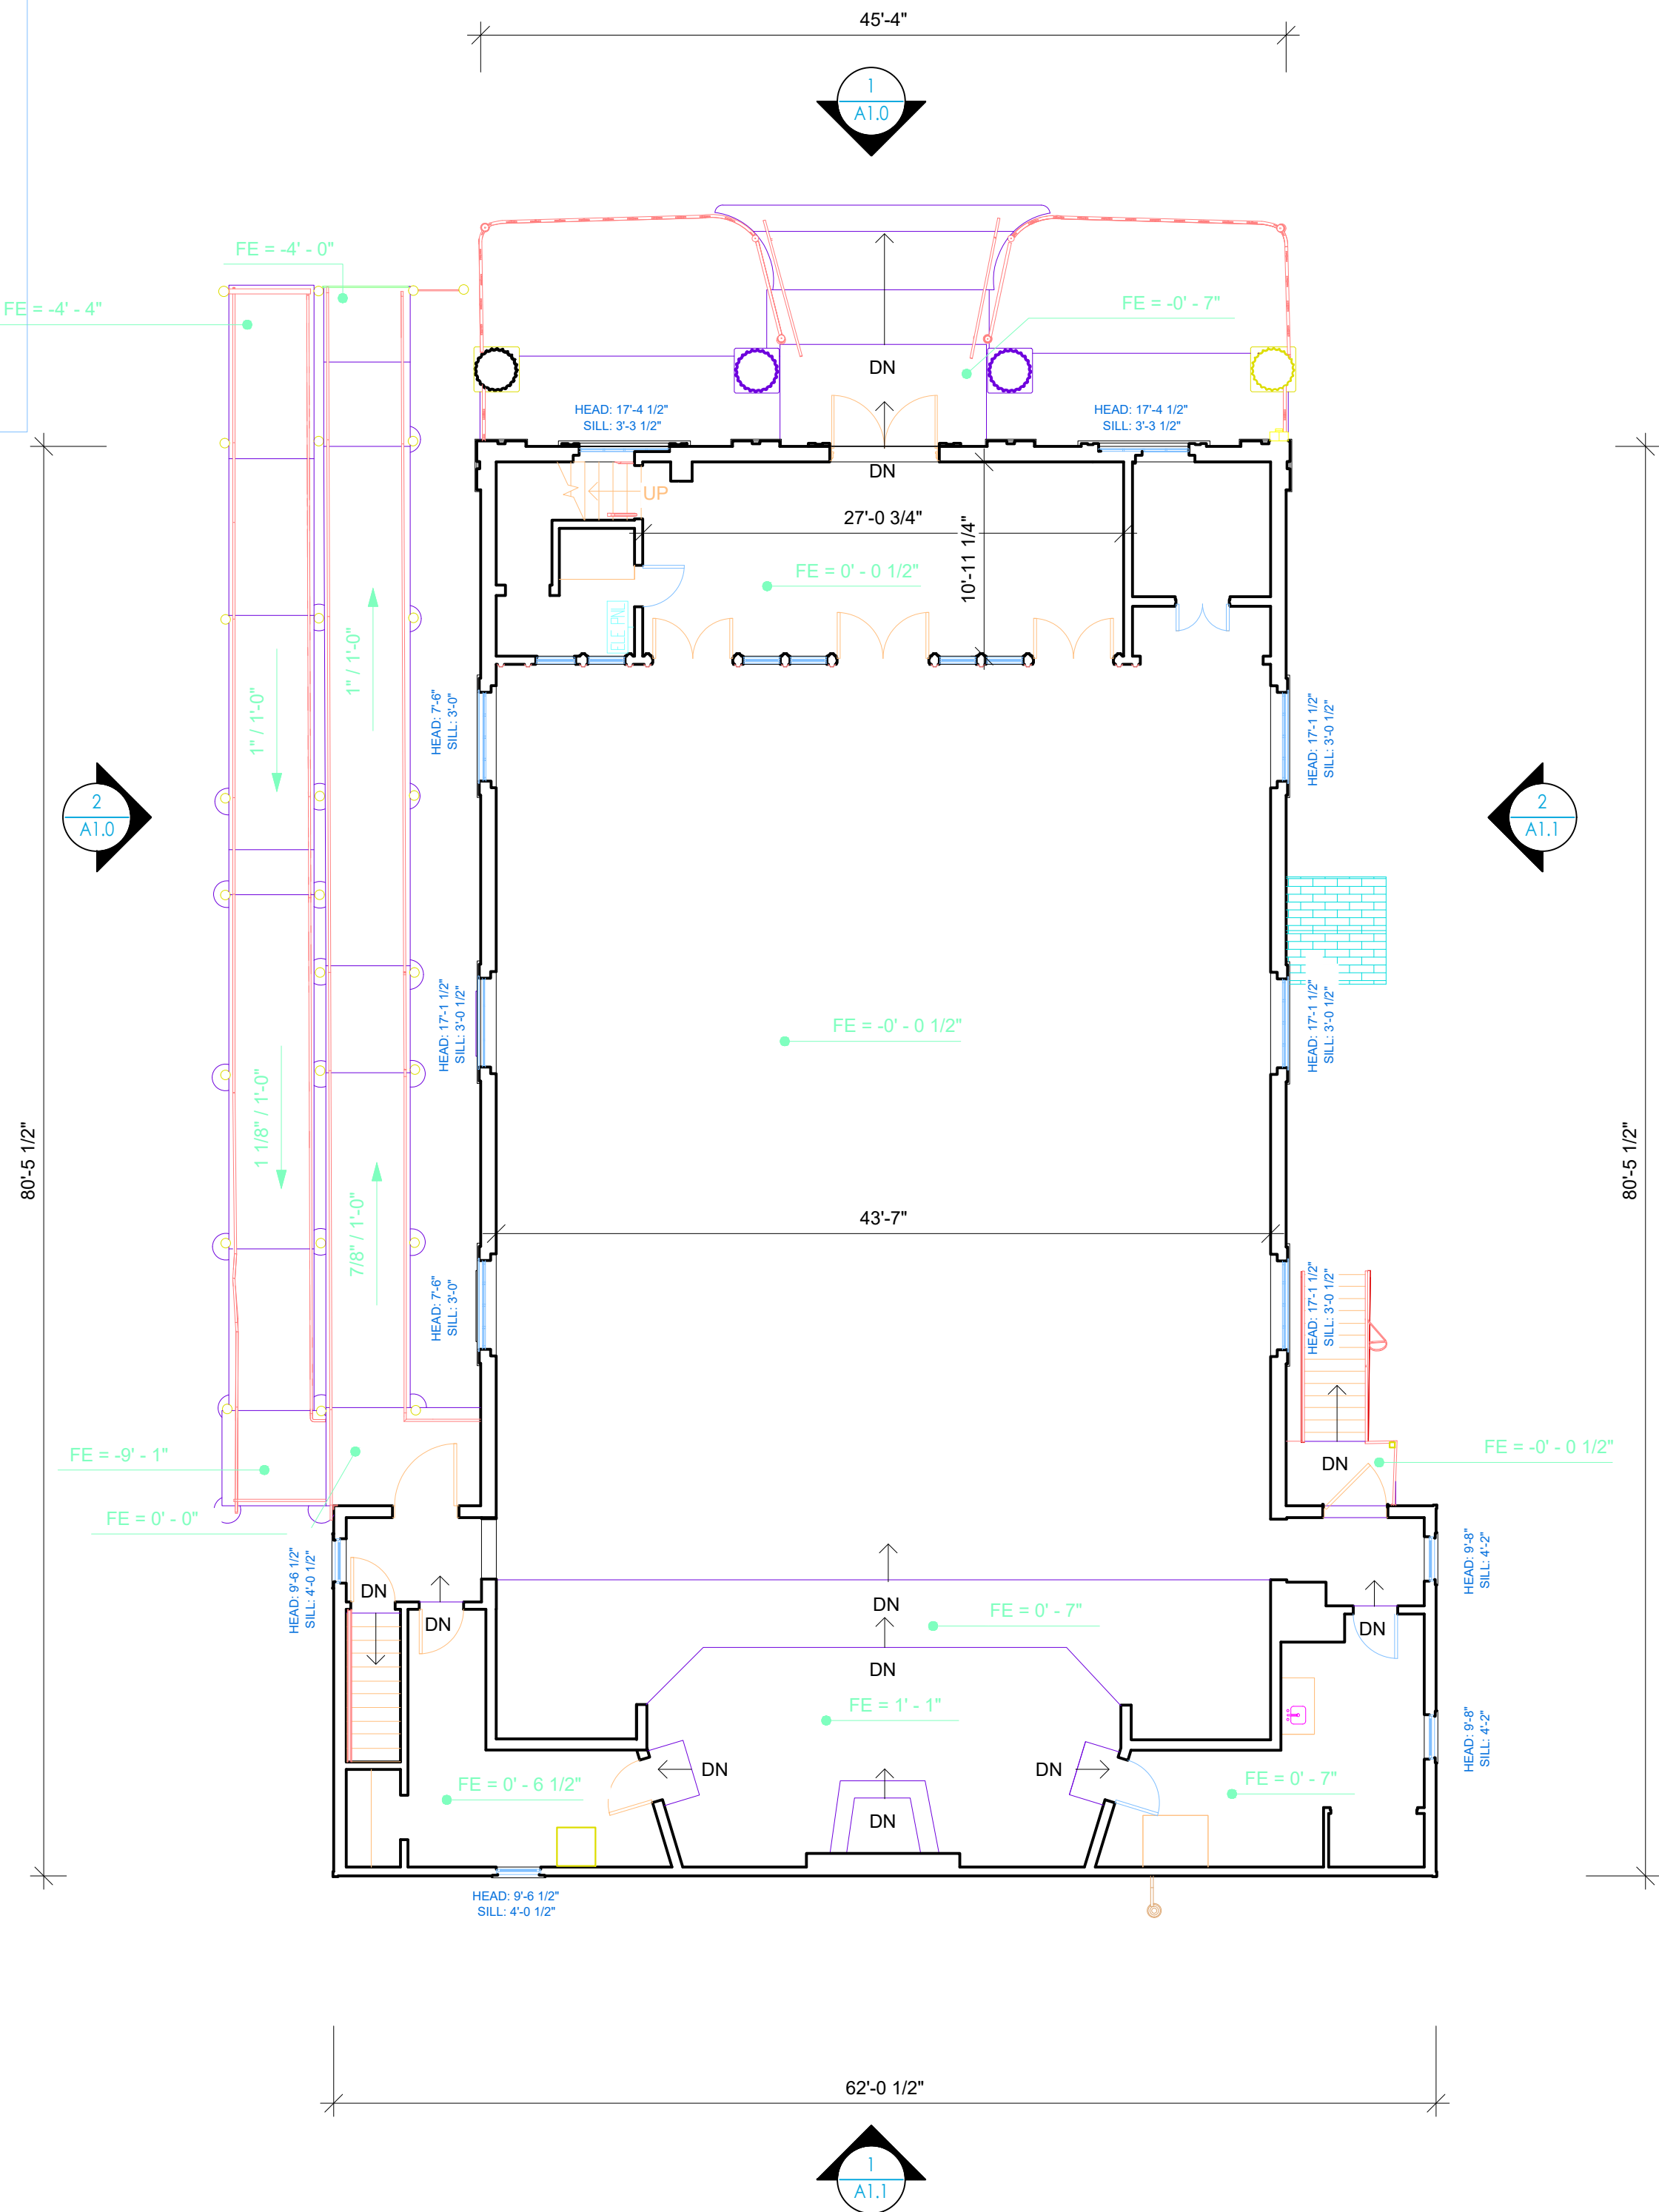 45'-4"
1
A1.0
FE = -4' - 0"
FE = -4' - 4"
FE = -0' - 7"
DN
HEAD: 17'-4 1/2"
SILL: 3'-3 1/2"
HEAD: 17'-4 1/2"
SILL: 3'-3 1/2"
DN
UP
27'-0 3/4"
10'-11 1/4"
FE = 0' - 0 1/2"
ELE PNL
1" / 1'-0"
1" / 1'-0"
HEAD: 7'-6"
SILL: 3'-0"
HEAD: 17'-1 1/2"
SILL: 3'-0 1/2"
2
A1.0
2
A1.1
HEAD: 17'-1 1/2"
SILL: 3'-0 1/2"
FE = -0' - 0 1/2"
HEAD: 17'-1 1/2"
SILL: 3'-0 1/2"
80'-5 1/2"
1 1/8" / 1'-0"
7/8" / 1'-0"
80'-5 1/2"
43'-7"
HEAD: 7'-6"
SILL: 3'-0"
HEAD: 17'-1 1/2"
SILL: 3'-0 1/2"
FE = -9' - 1"
FE = -0' - 0 1/2"
DN
FE = 0' - 0"
HEAD: 9'-6 1/2"
SILL: 4'-0 1/2"
DN
HEAD: 9'-8"
SILL: 4'-2"
DN
DN
FE = 0' - 7"
DN
DN
FE = 1' - 1"
HEAD: 9'-8"
SILL: 4'-2"
DN
DN
FE = 0' - 6 1/2"
FE = 0' - 7"
DN
HEAD: 9'-6 1/2"
SILL: 4'-0 1/2"
62'-0 1/2"
1
A1.1